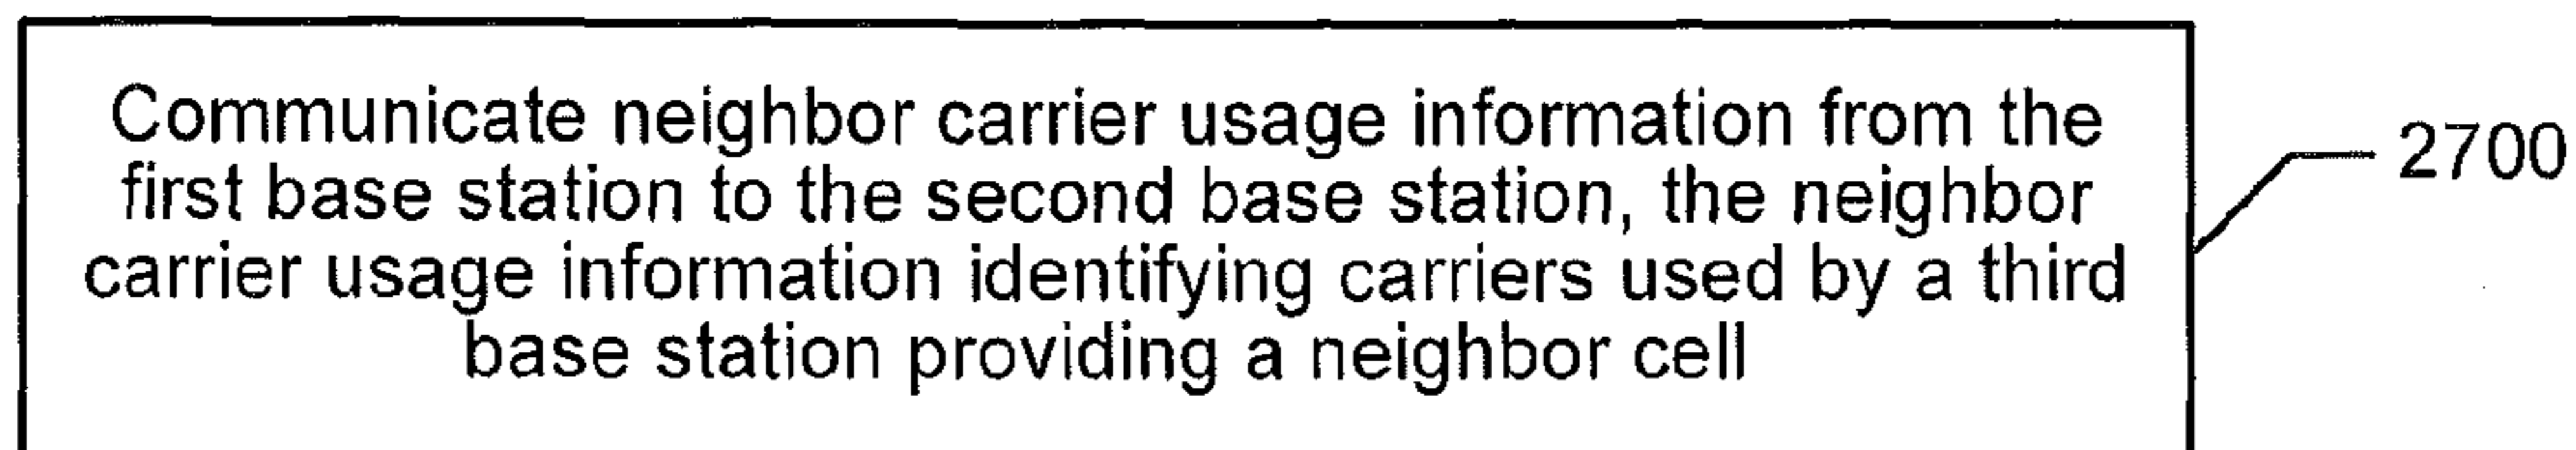 Communicate neighbor carrier usage information from the
first base station to the second base station, the neighbor
carrier usage information identifying carriers used by a third
base station providing a neighbor cell
2700